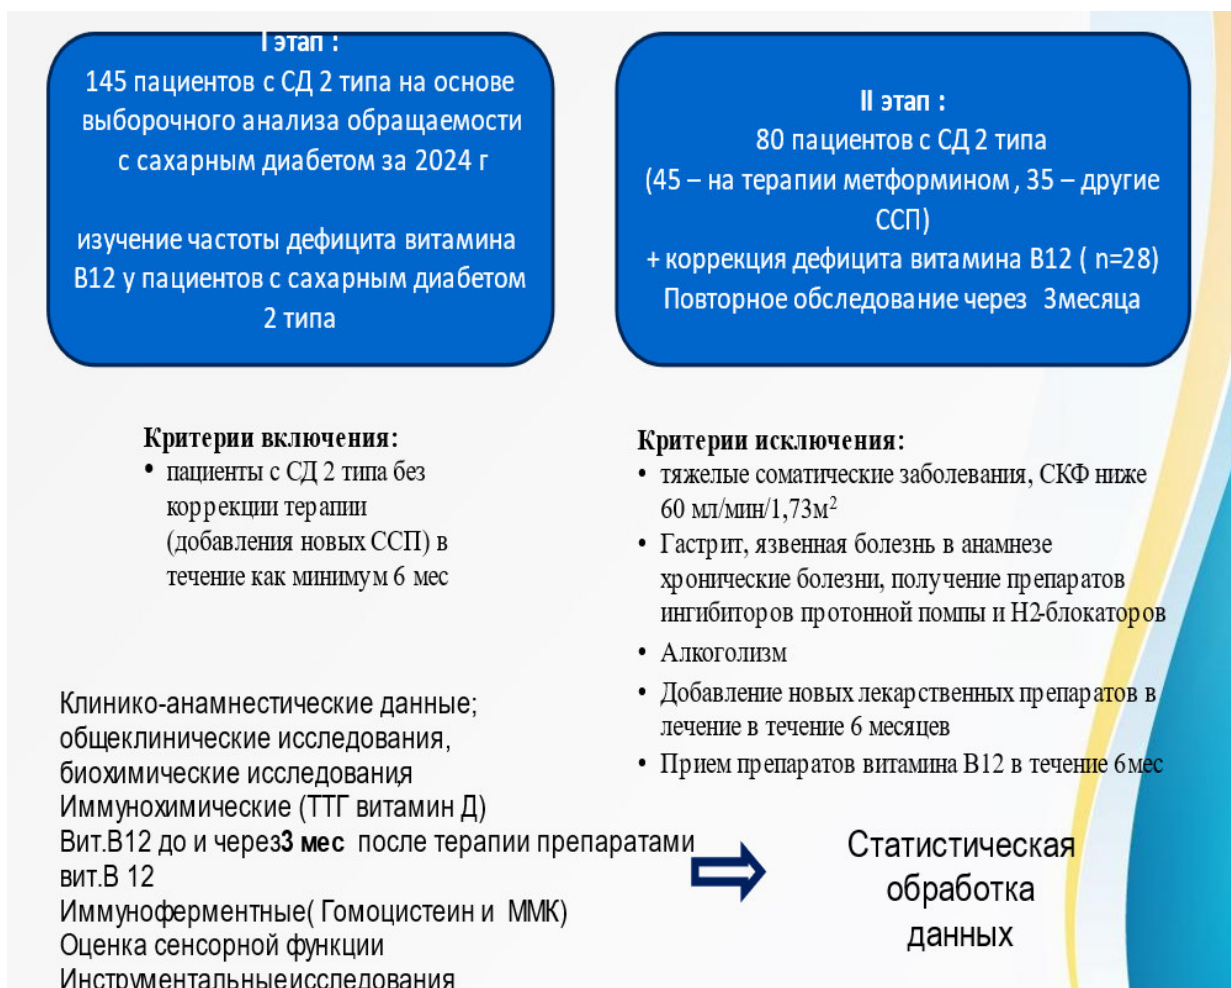 I этап :
145 пациентов с СД 2 типа на основе
выборочного анализа обращаемости
с сахарным диабетом за 2024 г
изучение частоты дефицита витамина
В12 у пациентов с сахарным диабетом
2 типа
II этап :
80 пациентов с СД 2 типа
(45 – на терапии метформином , 35 – другие
ССП)
+ коррекция дефицита витамина В12 ( n=28)
Повторное обследование через 3месяца
Критерии включения:
• пациенты с СД 2 типа без
коррекции терапии
(добавления новых ССП) в
течение как минимум 6 мес
Критерии исключения:
• тяжелые соматические заболевания, СКФ ниже
60 мл/мин/1,73м²
• Гастрит, язвенная болезнь в анамнезе
хронические болезни, получение препаратов
ингибиторов протонной помпы и Н2-блокаторов
• Алкоголизм
• Добавление новых лекарственных препаратов в
лечение в течение 6 месяцев
• Прием препаратов витамина В12 в течение 6 мес
Клинико-анамнестические данные;
общеклинические исследования,
биохимические исследования,
Иммунохимические (ТТГ витамин Д)
Вит.В12 до и через3 мес после терапии препаратами
вит.В 12
Иммуноферментные( Гомоцистеин и ММК)
Оценка сенсорной функции
Инструментальныеисследования
Статистическая
обработка
данных